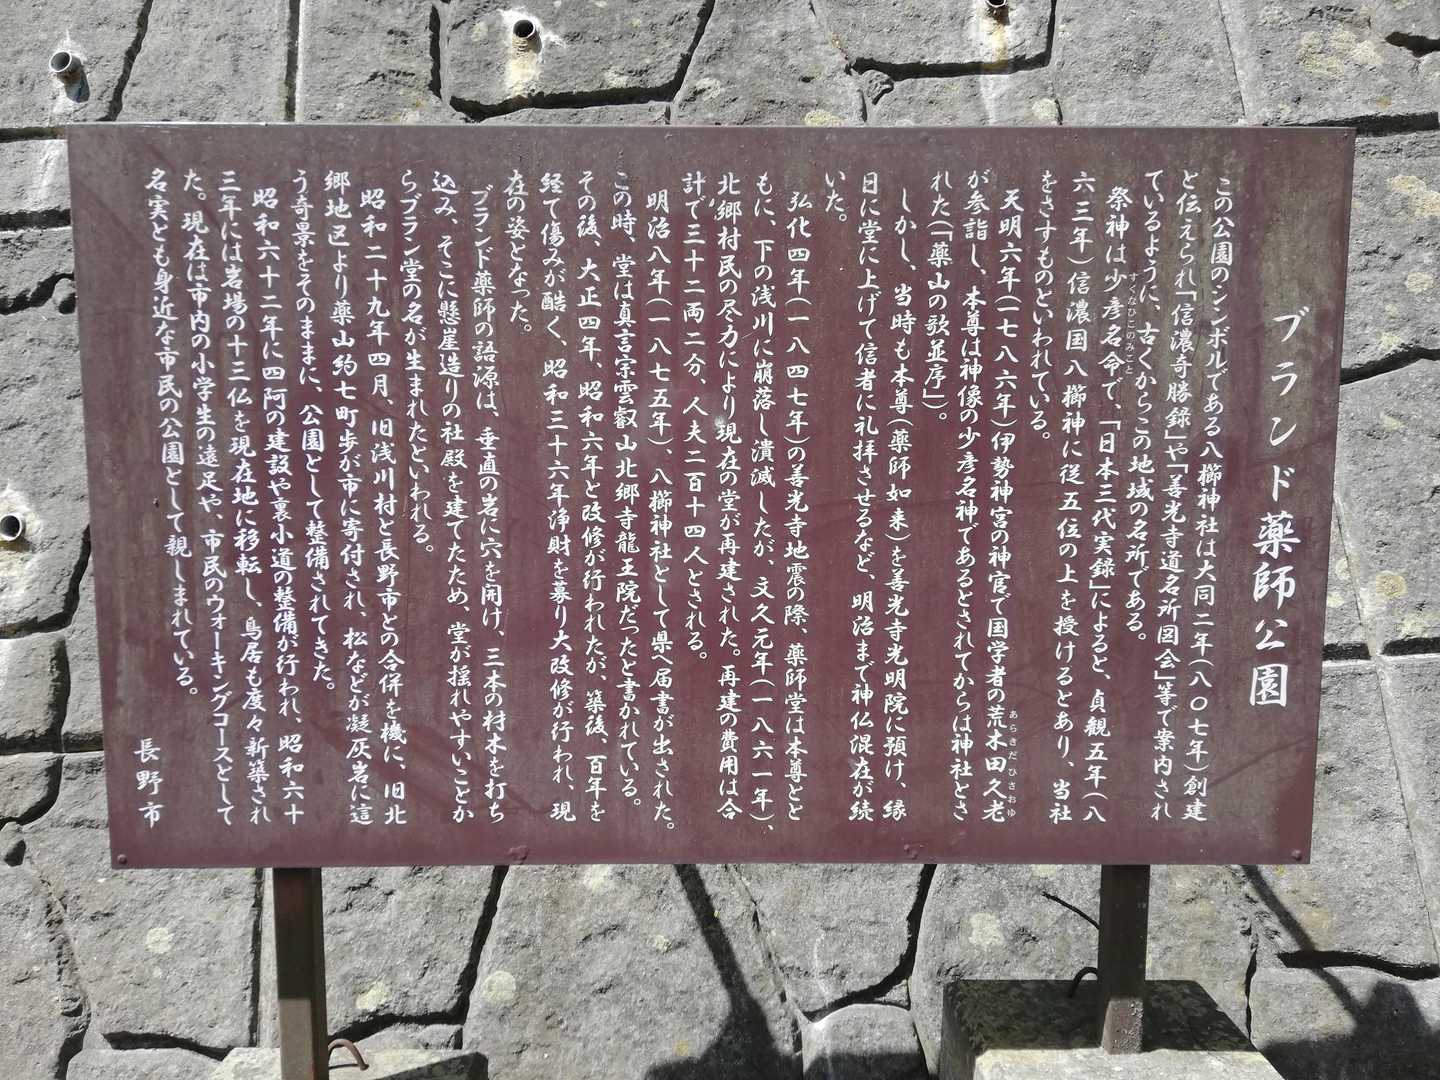 ブランド薬師公園
この公園のシンボルである八櫛神社は大同二年(八〇七年)創建
と伝えられ「信濃奇勝録」や「善光寺道名所図会」等で案内され
ているように、古くからこの地域の名所である。
祭神は少彦名命で、「日本三代実録」によると、貞観五年(八
すくなひこのみこと
六三年)信濃国八櫛神に従五位の上を授けるとあり、当社
をさすものといわれている。
天明六年(一七八六年)伊勢神宮の神官で国学者の荒木田久老
あらきだひさおゆ
が参詣し、本尊は神像の少彦名神であるとされてからは神社とさ
れた(「薬山の歌並序」)。
しかし、当時も本尊(薬師如来)を善光寺光明院に預け、縁
日に堂に上げて信者に礼拝させるなど、明治まで神仏混在が続
いた。
弘化四年(一八四七年)の善光寺地震の際、薬師堂は本尊とと
もに、下の浅川に崩落し潰滅したが、文久元年(一八六一年)、
北郷村民の尽力により現在の堂が再建された。再建の費用は合
計で三十二両二分、人夫二百十四人とされる。
明治八年(一八七五年)、八櫛神社として県へ届書が出された。
この時、堂は真言宗雲叡山北郷寺龍王院だったと書かれている。
その後、大正四年、昭和六年と改修が行われたが、築後、百年を
経て傷みが酷く、昭和三十六年浄財を募り大改修が行われ、現
在の姿となった。
ブランド薬師の語源は、垂直の岩に穴を開け、三本の材木を打ち
込み、そこに懸崖造りの社殿を建てたため、堂が揺れやすいことか
らブラン堂の名が生まれたといわれる。
昭和二十九年四月、旧浅川村と長野市との合併を機に、旧北
郷地区より薬山約七町歩が市に寄付され、松などが凝灰岩に這
う奇景をそのままに、公園として整備されてきた。
昭和六十二年に四阿の建設や裏小道の整備が行われ、昭和六十
三年には岩場の十三仏を現在地に移転し、鳥居も度々新築され
た。現在は市内の小学生の遠足や、市民のウォーキングコースとして
名実とも身近な市民の公園として親しまれている。
長野市